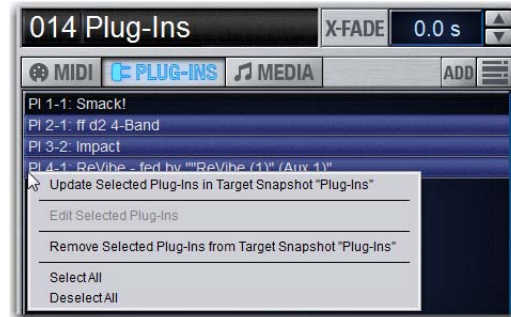 014 Plug-Ins X-FADE 0.0 s
MIDI PLUG-INS MEDIA ADD
PI 1-1: Smack!
PI 2-1: ff d2 4-Band
PI 3-2: Impact
PI 4-1: ReVibe - fed by ""ReVibe (1)" (Aux 1)"
Update Selected Plug-Ins in Target Snapshot "Plug-Ins"
Edit Selected Plug-Ins
Remove Selected Plug-Ins from Target Snapshot "Plug-Ins"
Select All
Deselect All